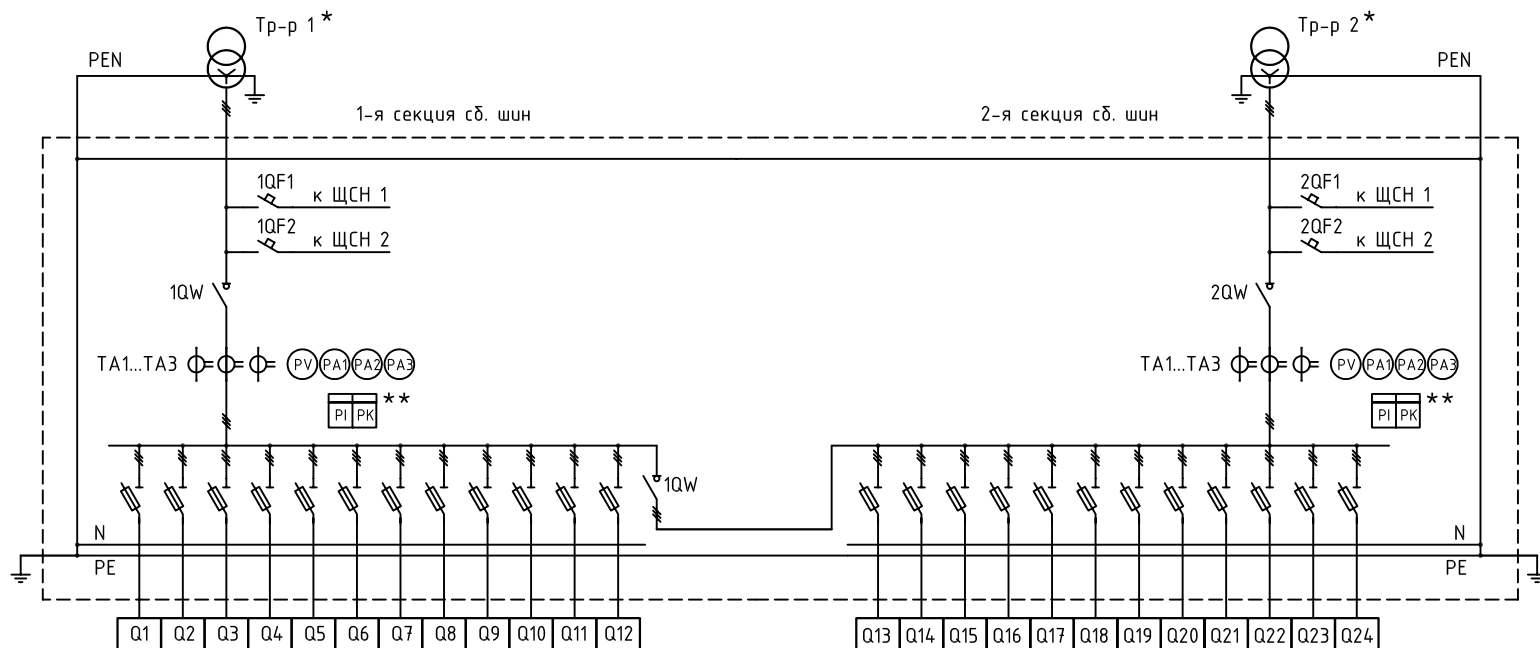 Тр-р 1 *
Тр-р 2 *
PEN
PEN
1-я секция сб. шин
2-я секция сб. шин
1QF1
к ЩСН 1
2QF1
к ЩСН 1
1QF2
к ЩСН 2
2QF2
к ЩСН 2
1QW
2QW
TA1...TA3
PV PA1 PA2 PA3
TA1...TA3
PV PA1 PA2 PA3
PI PK **
PI PK **
1QW
N
N
PE
PE
Q1 Q2 Q3 Q4 Q5 Q6 Q7 Q8 Q9 Q10 Q11 Q12
Q13 Q14 Q15 Q16 Q17 Q18 Q19 Q20 Q21 Q22 Q23 Q24